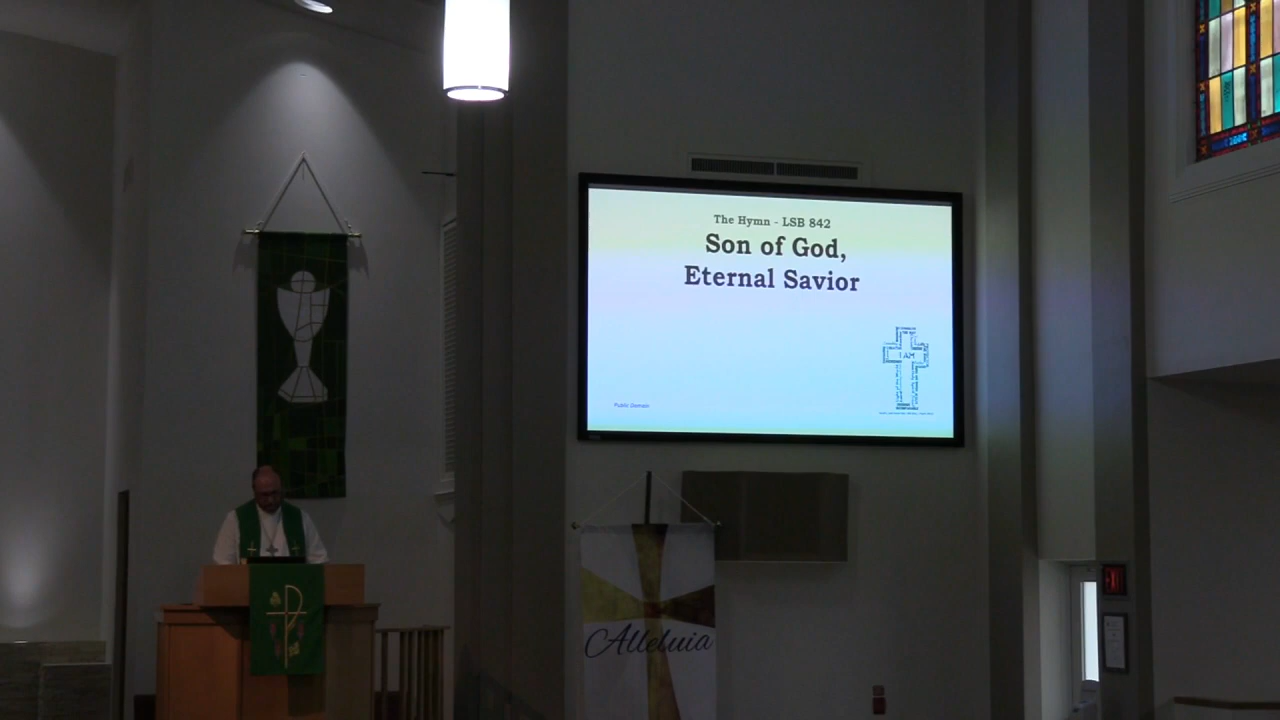 The Hymn - LSB 842
Son of God,
Eternal Savior
I AM
Public Domain
Alleluia